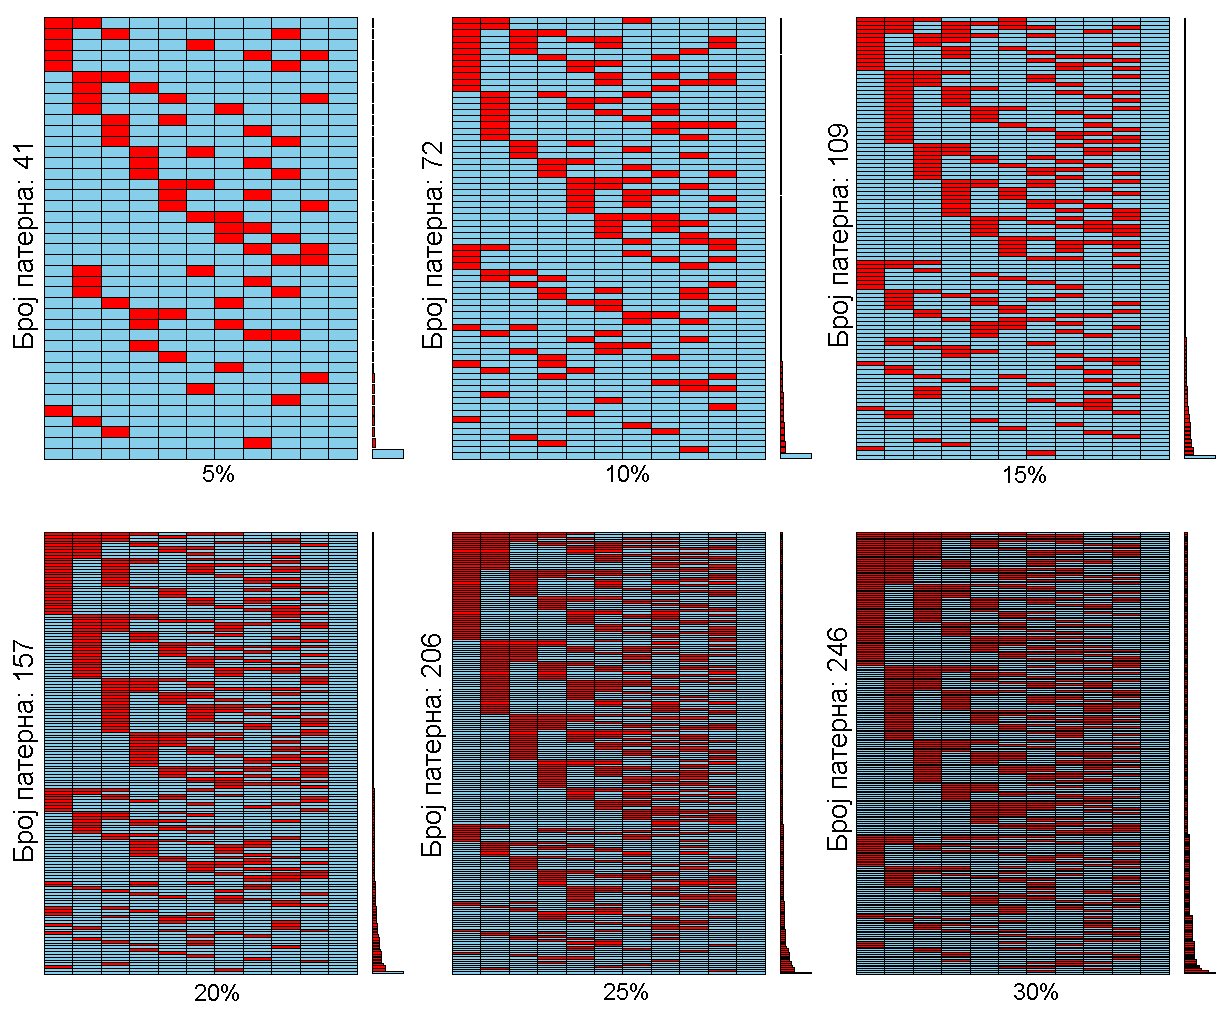 Број патерна: 41
5%
Број патерна: 72
10%
Број патерна: 109
15%
Број патерна: 157
20%
Број патерна: 206
25%
Број патерна: 246
30%